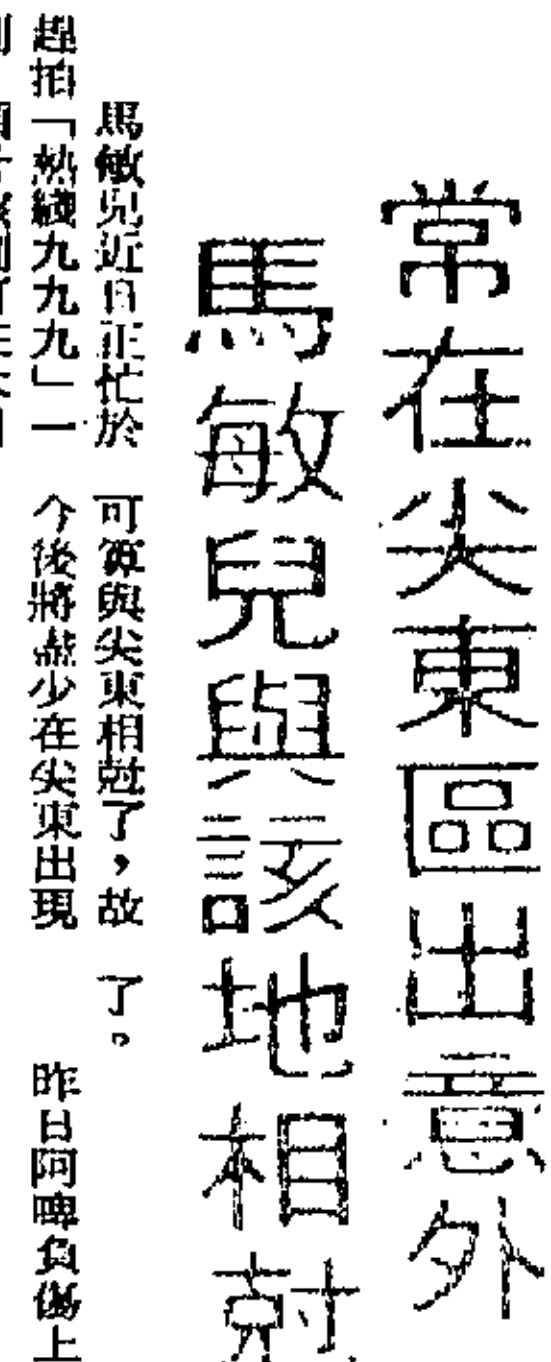 常在尖東區出意外
馬敏兒與該地相尅
馬敏兒近日正忙於
趕拍「熱綫九九九」一
可算與尖東相尅了，故
今後將盡少在尖東出現
了。
昨日阿啤負傷上